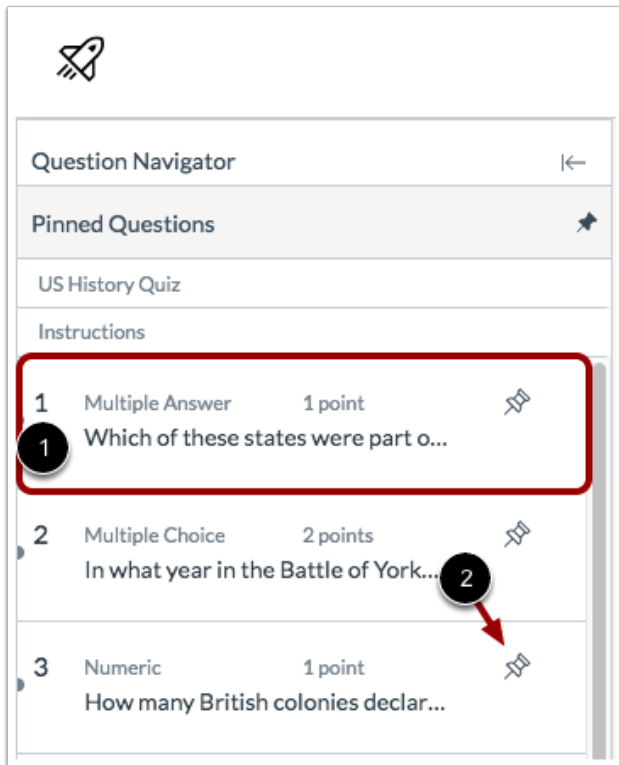 Question Navigator
Pinned Questions
US History Quiz
Instructions
1 Multiple Answer 1 point
1 Which of these states were part o...
2 Multiple Choice 2 points
In what year in the Battle of York...
2
3 Numeric 1 point
How many British colonies declar...